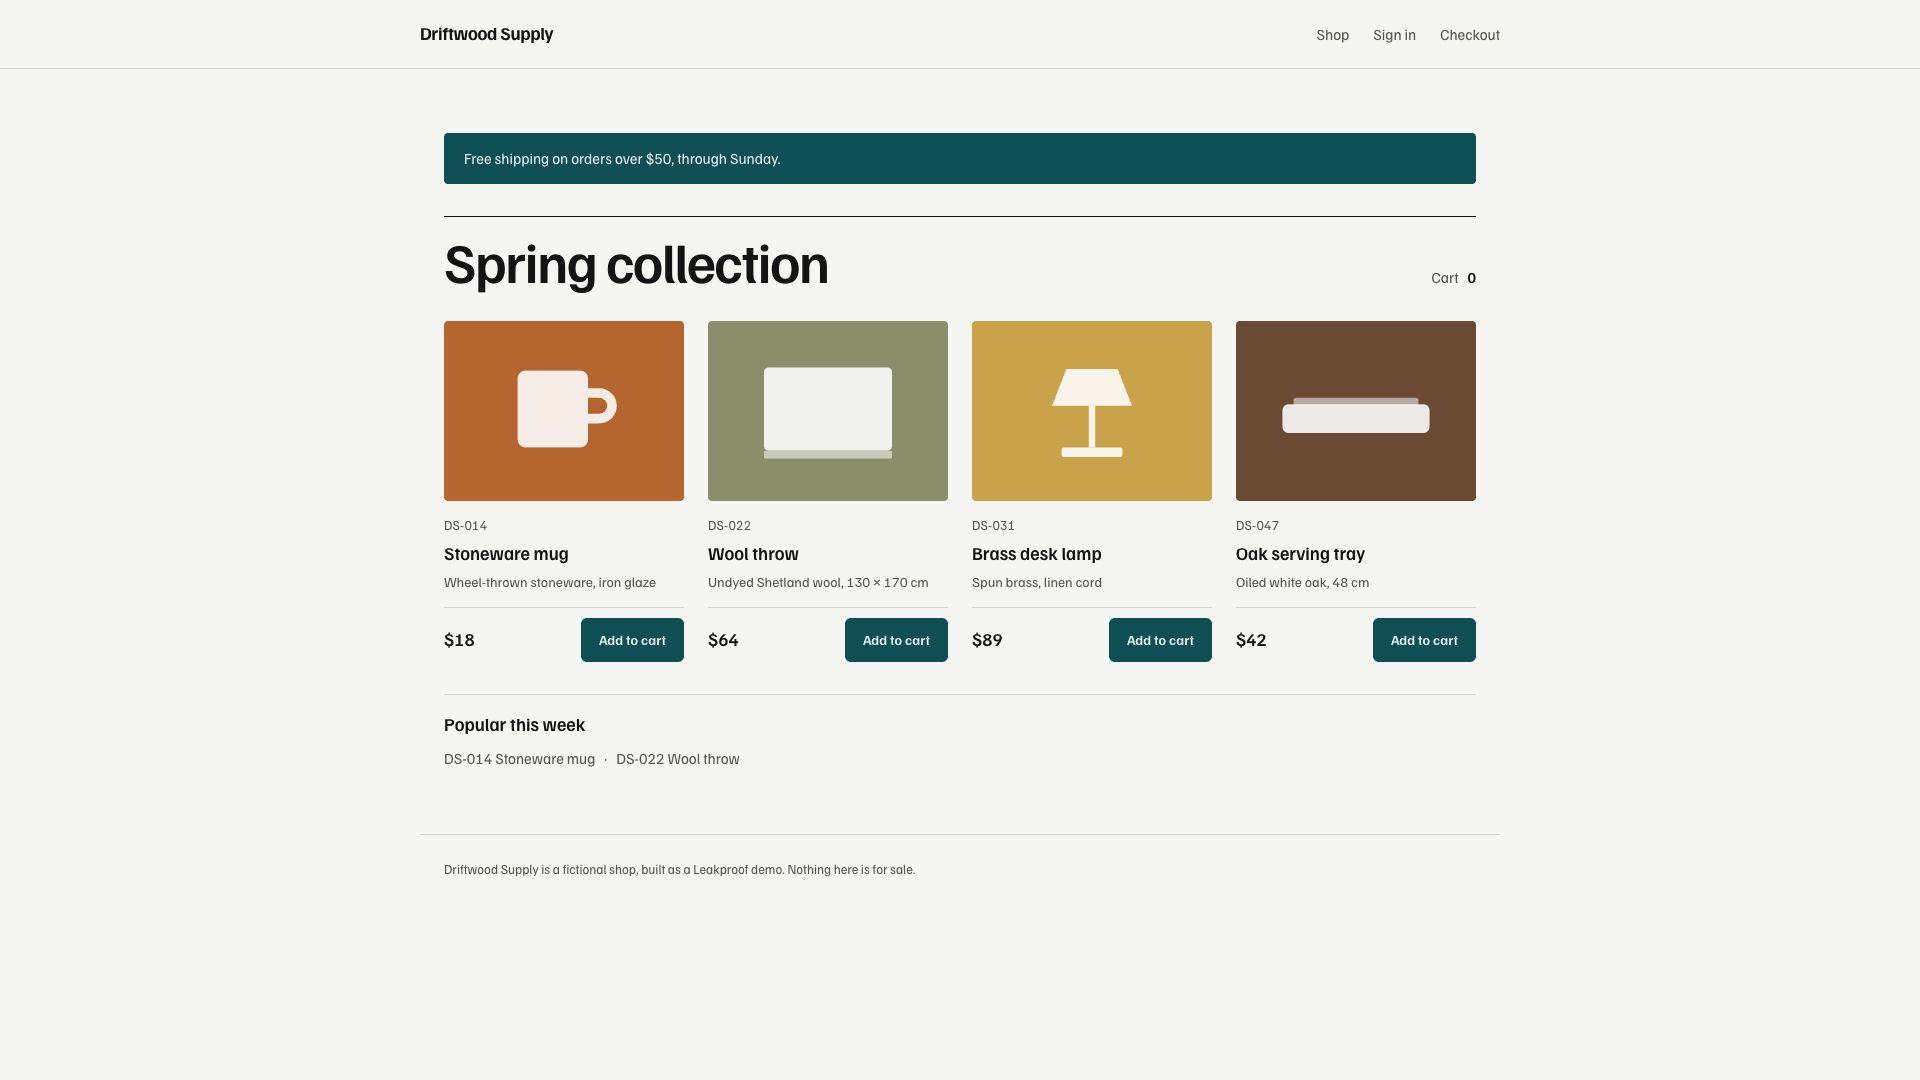 Driftwood Supply
Shop
Sign in
Checkout
Free shipping on orders over $50, through Sunday.
Spring collection
Cart 0
DS-014
Stoneware mug
Wheel-thrown stoneware, iron glaze
$18
Add to cart
DS-022
Wool throw
Undyed Shetland wool, 130 × 170 cm
$64
Add to cart
DS-031
Brass desk lamp
Spun brass, linen cord
$89
Add to cart
DS-047
Oak serving tray
Oiled white oak, 48 cm
$42
Add to cart
Popular this week
DS-014 Stoneware mug · DS-022 Wool throw
Driftwood Supply is a fictional shop, built as a Leakproof demo. Nothing here is for sale.